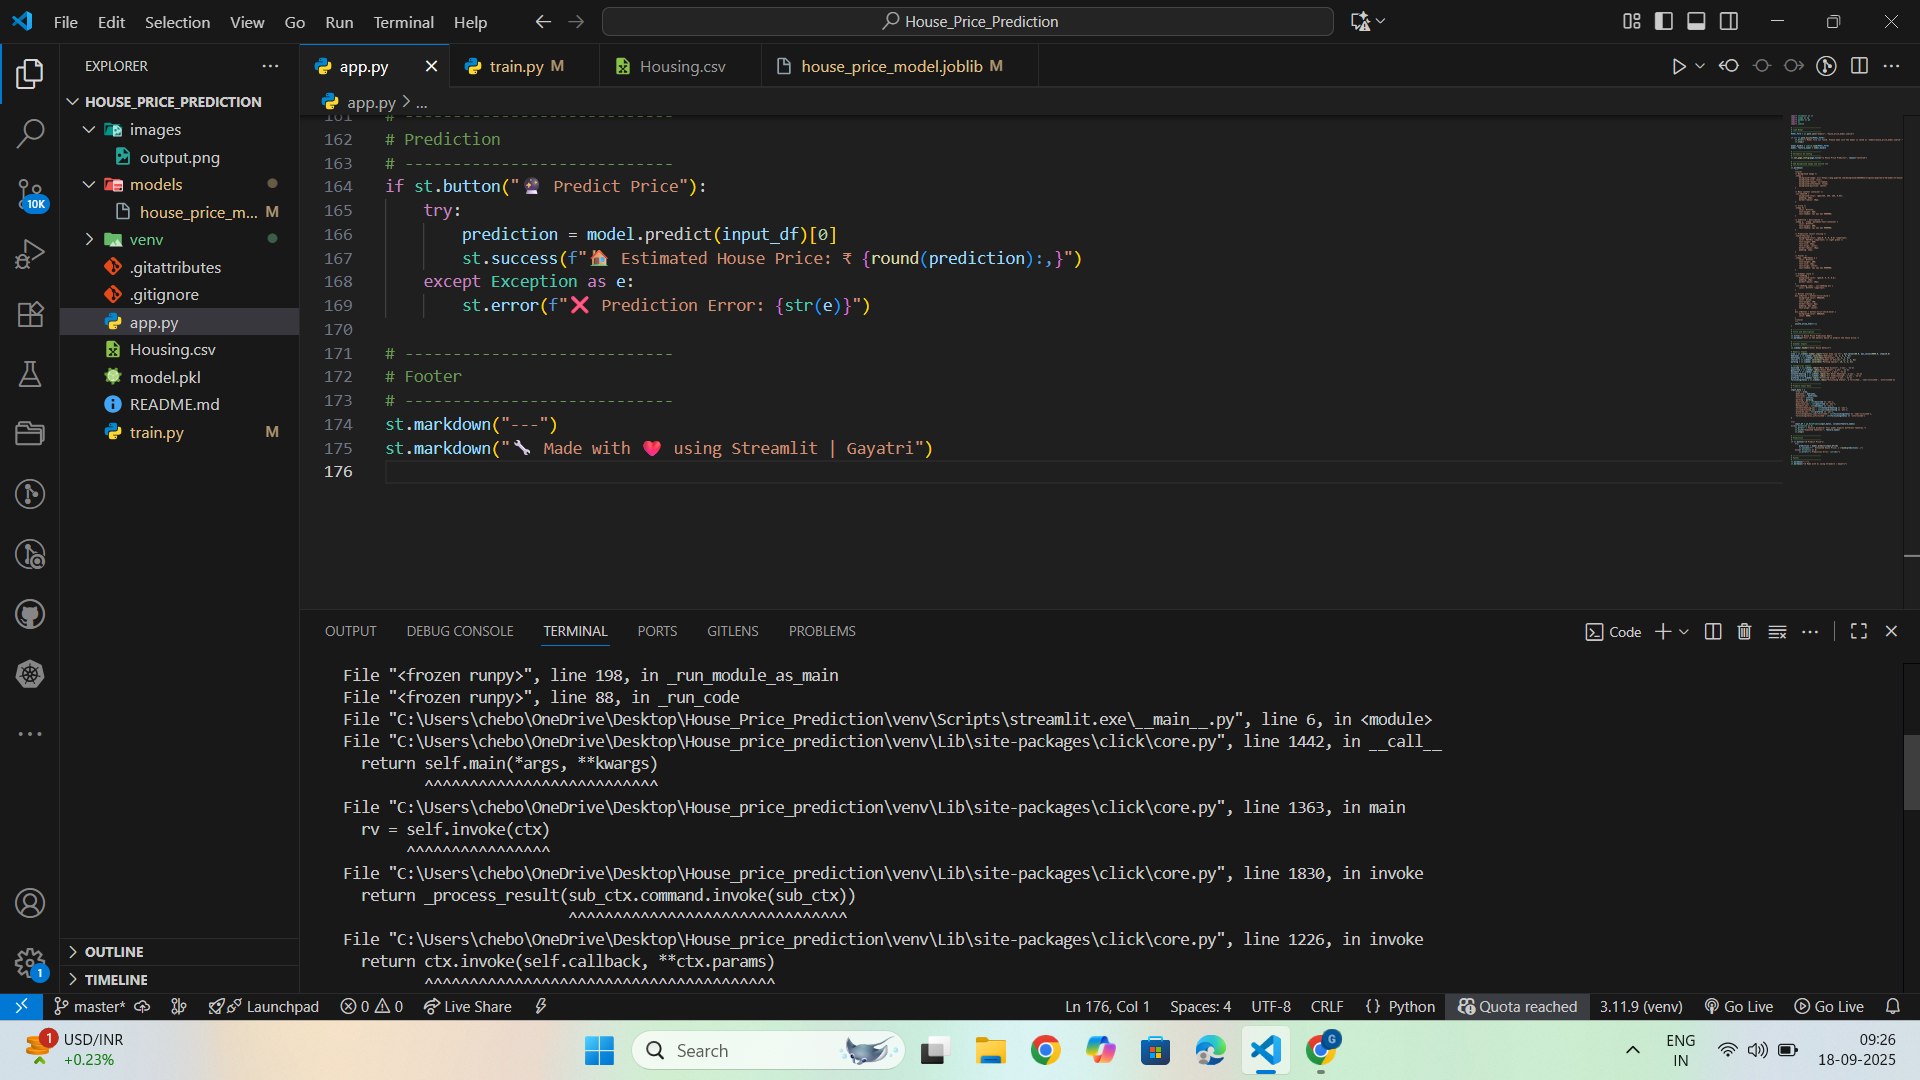 File Edit Selection View Go Run Terminal Help
House_Price_Prediction
EXPLORER
HOUSE_PRICE_PREDICTION
images
output.png
models
house_price_m... M
venv
.gitattributes
.gitignore
app.py
Housing.csv
model.pkl
README.md
train.py M
OUTLINE
TIMELINE
10K
1
app.py
train.py M
Housing.csv
house_price_model.joblib M
app.py > ...
161 # ----------------------------
162 # Prediction
163 # ----------------------------
164 if st.button("🔮 Predict Price"):
165 try:
166 prediction = model.predict(input_df)[0]
167 st.success(f"🏠 Estimated House Price: ₹ {round(prediction):,}")
168 except Exception as e:
169 st.error(f"❌ Prediction Error: {str(e)}")
170
171 # ----------------------------
172 # Footer
173 # ----------------------------
174 st.markdown("---")
175 st.markdown("🔧 Made with ❤️ using Streamlit | Gayatri")
176
OUTPUT DEBUG CONSOLE TERMINAL PORTS GITLENS PROBLEMS
Code
File "<frozen runpy>", line 198, in _run_module_as_main
File "<frozen runpy>", line 88, in _run_code
File "C:\Users\chebo\OneDrive\Desktop\House_Price_Prediction\venv\Scripts\streamlit.exe\__main__.py", line 6, in <module>
File "C:\Users\chebo\OneDrive\Desktop\House_price_prediction\venv\Lib\site-packages\click\core.py", line 1442, in __call__
return self.main(*args, **kwargs)
^^^^^^^^^^^^^^^^^^^^^^^^^^
File "C:\Users\chebo\OneDrive\Desktop\House_price_prediction\venv\Lib\site-packages\click\core.py", line 1363, in main
rv = self.invoke(ctx)
^^^^^^^^^^^^^^^^
File "C:\Users\chebo\OneDrive\Desktop\House_price_prediction\venv\Lib\site-packages\click\core.py", line 1830, in invoke
return _process_result(sub_ctx.command.invoke(sub_ctx))
^^^^^^^^^^^^^^^^^^^^^^^^^^^^^^^
File "C:\Users\chebo\OneDrive\Desktop\House_price_prediction\venv\Lib\site-packages\click\core.py", line 1226, in invoke
return ctx.invoke(self.callback, **ctx.params)
^^^^^^^^^^^^^^^^^^^^^^^^^^^^^^^^^^^^^^^
master* Launchpad 0 0 Live Share Ln 176, Col 1 Spaces: 4 UTF-8 CRLF {} Python Quota reached 3.11.9 (venv) Go Live Go Live
1
USD/INR
+0.23%
Search
G
ENG
IN
09:26
18-09-2025